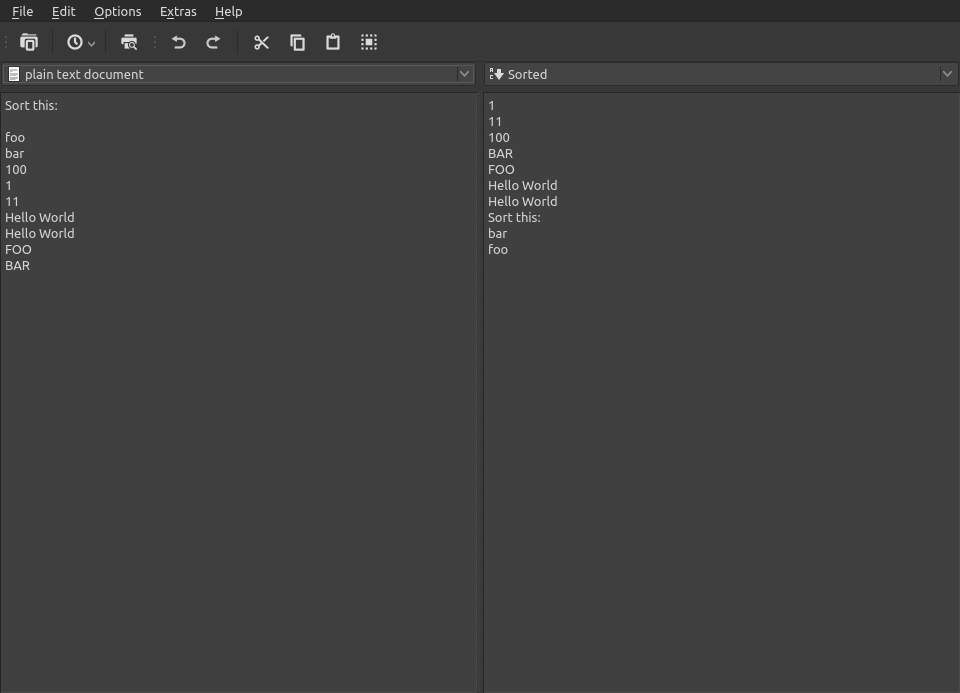 File Edit Options Extras Help
plain text document
Sort this:
foo
bar
100
1
11
Hello World
Hello World
FOO
BAR
Sorted
1
11
100
BAR
FOO
Hello World
Hello World
Sort this:
bar
foo